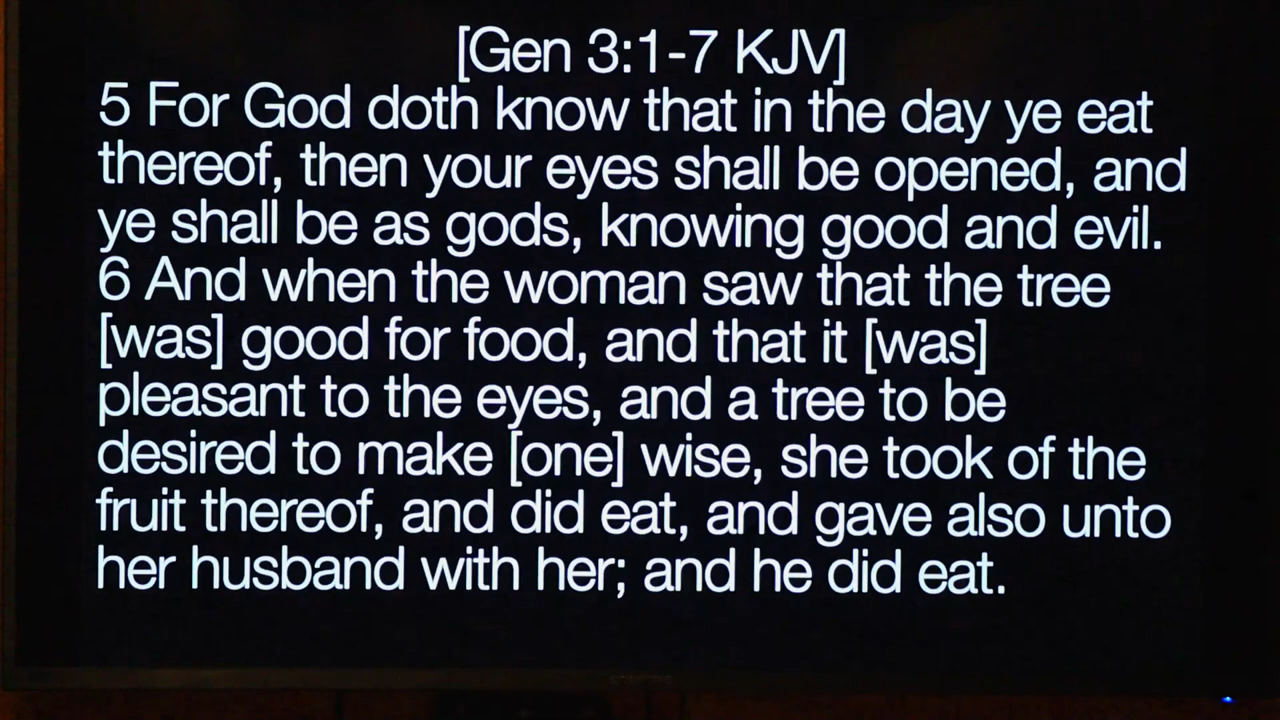 [Gen 3:1-7 KJV]
5 For God doth know that in the day ye eat
thereof, then your eyes shall be opened, and
ye shall be as gods, knowing good and evil.
6 And when the woman saw that the tree
[was] good for food, and that it [was]
pleasant to the eyes, and a tree to be
desired to make [one] wise, she took of the
fruit thereof, and did eat, and gave also unto
her husband with her; and he did eat.